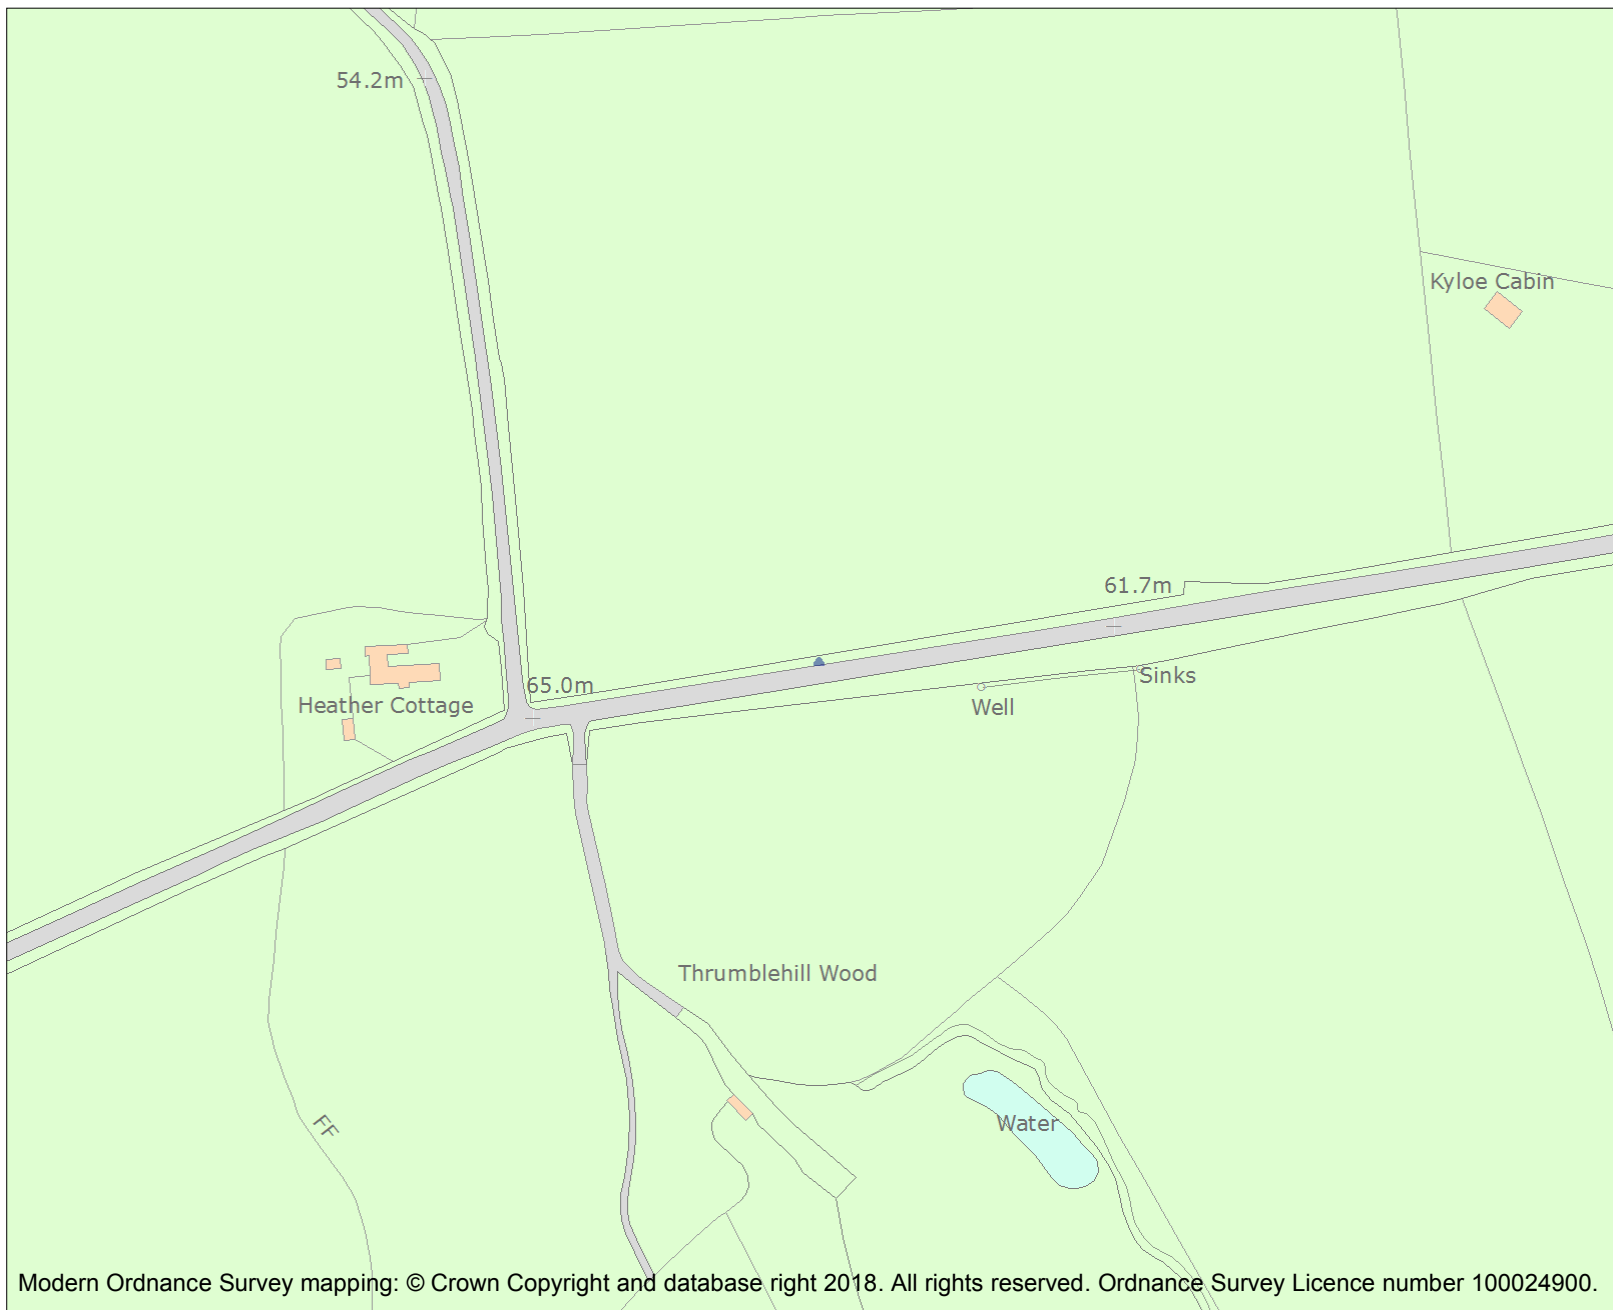 54.2m
Kyloe Cabin
61.7m
Sinks
65.0m
Heather Cottage
Well
Thrumblehill Wood
FF
Water
Modern Ordnance Survey mapping: © Crown Copyright and database right 2018. All rights reserved. Ordnance Survey Licence number 100024900.